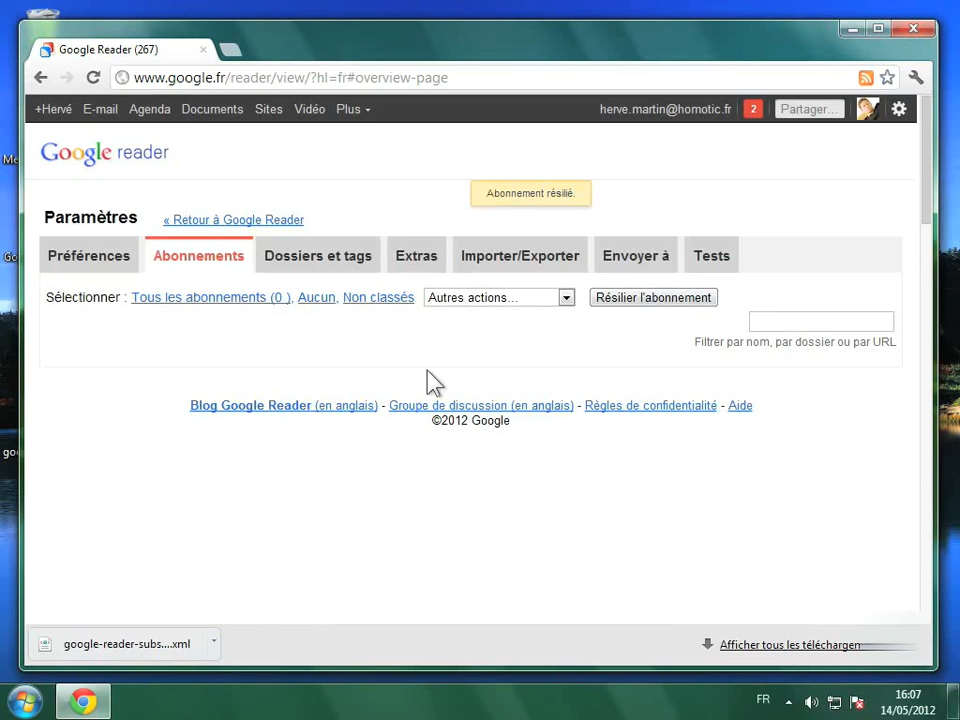 Google Reader (267)
www.google.fr/reader/view/?hl=fr#overview-page
+Hervé E-mail Agenda Documents Sites Vidéo Plus
herve.martin@homotic.fr 2 Partager...
Google reader
Abonnement résilié.
Paramètres « Retour à Google Reader
Préférences Abonnements Dossiers et tags Extras Importer/Exporter Envoyer à Tests
Sélectionner : Tous les abonnements (0 ), Aucun, Non classés Autres actions... Résilier l'abonnement
Filtrer par nom, par dossier ou par URL
Blog Google Reader (en anglais) - Groupe de discussion (en anglais) - Règles de confidentialité - Aide
©2012 Google
google-reader-subs....xml
Afficher tous les téléchargen
FR
16:07
14/05/2012